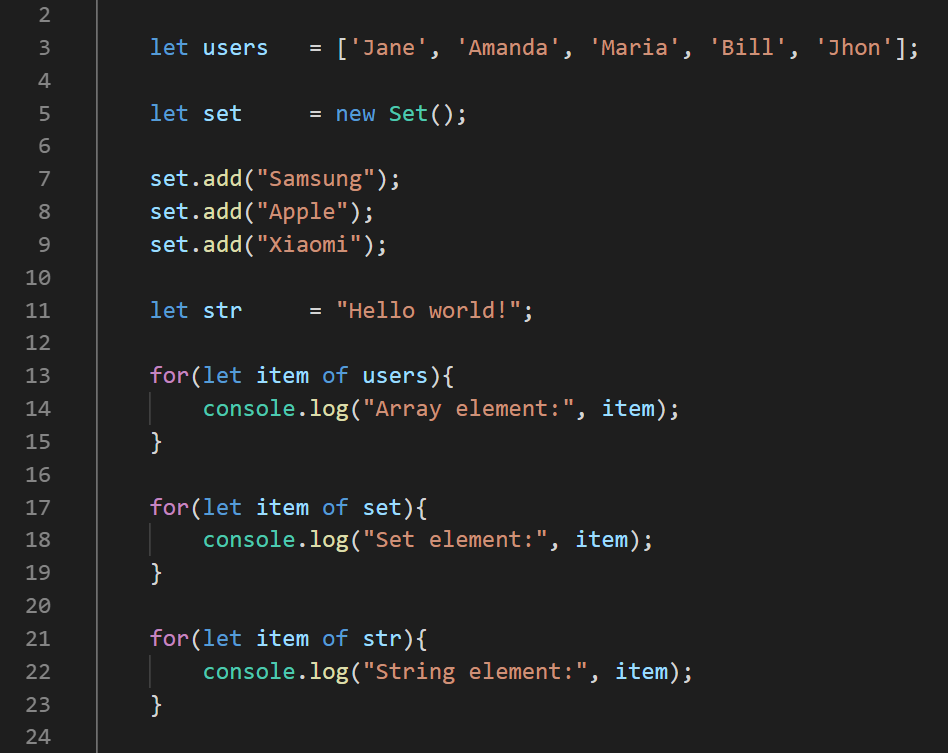 2
3 let users   = ['Jane', 'Amanda', 'Maria', 'Bill', 'Jhon'];
4
5 let set     = new Set();
6
7 set.add("Samsung");
8 set.add("Apple");
9 set.add("Xiaomi");
10
11 let str     = "Hello world!";
12
13 for(let item of users){
14     console.log("Array element:", item);
15 }
16
17 for(let item of set){
18     console.log("Set element:", item);
19 }
20
21 for(let item of str){
22     console.log("String element:", item);
23 }
24